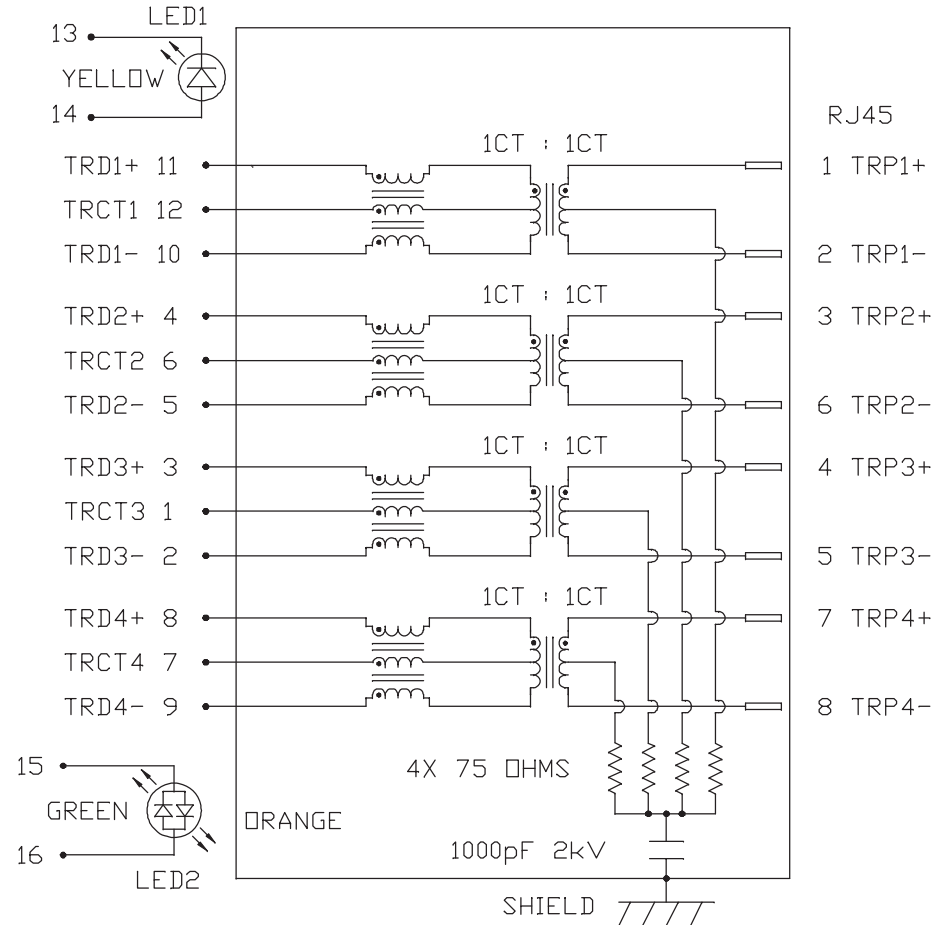 LED1
13
YELLOW
14
RJ45
1CT : 1CT
TRD1+ 11
1 TRP1+
TRCT1 12
TRD1- 10
2 TRP1-
1CT : 1CT
TRD2+ 4
3 TRP2+
TRCT2 6
TRD2- 5
6 TRP2-
1CT : 1CT
TRD3+ 3
4 TRP3+
TRCT3 1
TRD3- 2
5 TRP3-
1CT : 1CT
TRD4+ 8
7 TRP4+
TRCT4 7
TRD4- 9
8 TRP4-
15
4X 75 OHMS
GREEN
ORANGE
16
1000pF 2kV
LED2
SHIELD